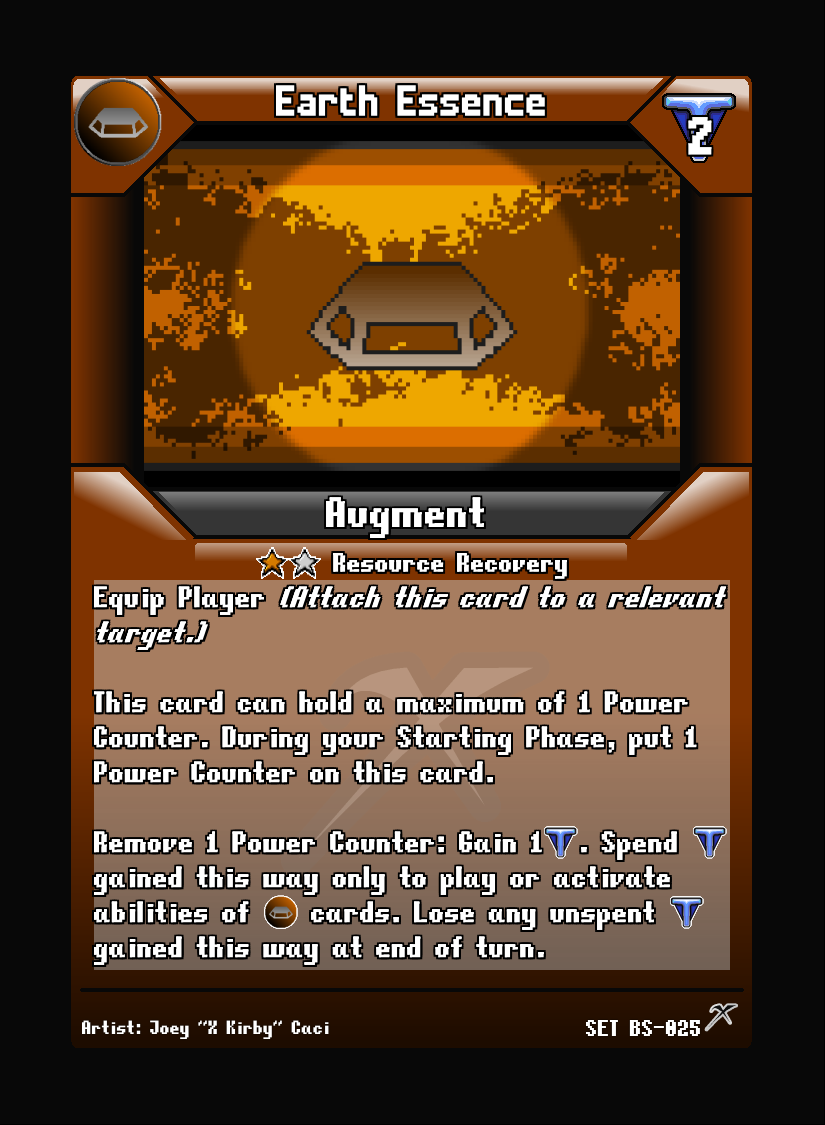 Earth Essence
2
Augment
Resource Recovery
Equip Player (Attach this card to a relevant
target.)
This card can hold a maximum of 1 Power
Counter. During your Starting Phase, put 1
Power Counter on this card.
Remove 1 Power Counter: Gain 1 . Spend
gained this way only to play or activate
abilities of cards. Lose any unspent
gained this way at end of turn.
Artist: Joey "X Kirby" Caci
SET BS-025